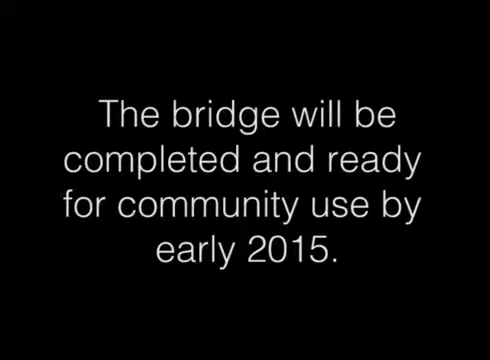 The bridge will be
completed and ready
for community use by
early 2015.